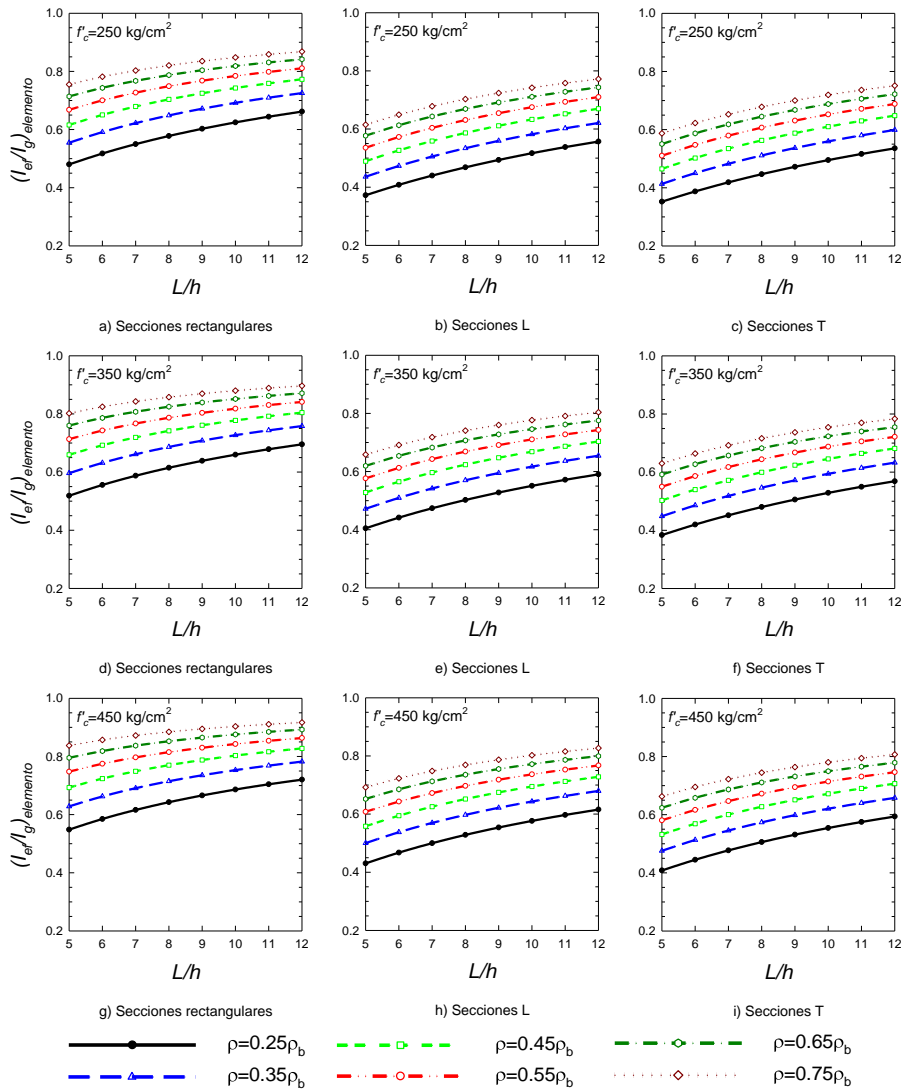 f'c=250 kg/cm2
f'c=250 kg/cm2
f'c=250 kg/cm2
(Ief/Ig)elemento
1.0
0.8
0.6
0.4
0.2
5 6 7 8 9 10 11 12
L/h
a) Secciones rectangulares
1.0
0.8
0.6
0.4
0.2
5 6 7 8 9 10 11 12
L/h
b) Secciones L
1.0
0.8
0.6
0.4
0.2
5 6 7 8 9 10 11 12
L/h
c) Secciones T
f'c=350 kg/cm2
f'c=350 kg/cm2
f'c=350 kg/cm2
(Ief/Ig)elemento
1.0
0.8
0.6
0.4
0.2
5 6 7 8 9 10 11 12
L/h
d) Secciones rectangulares
1.0
0.8
0.6
0.4
0.2
5 6 7 8 9 10 11 12
L/h
e) Secciones L
1.0
0.8
0.6
0.4
0.2
5 6 7 8 9 10 11 12
L/h
f) Secciones T
f'c=450 kg/cm2
f'c=450 kg/cm2
f'c=450 kg/cm2
(Ief/Ig)elemento
1.0
0.8
0.6
0.4
0.2
5 6 7 8 9 10 11 12
L/h
g) Secciones rectangulares
1.0
0.8
0.6
0.4
0.2
5 6 7 8 9 10 11 12
L/h
h) Secciones L
1.0
0.8
0.6
0.4
0.2
5 6 7 8 9 10 11 12
L/h
i) Secciones T
ρ=0.25ρb
ρ=0.45ρb
ρ=0.65ρb
ρ=0.35ρb
ρ=0.55ρb
ρ=0.75ρb